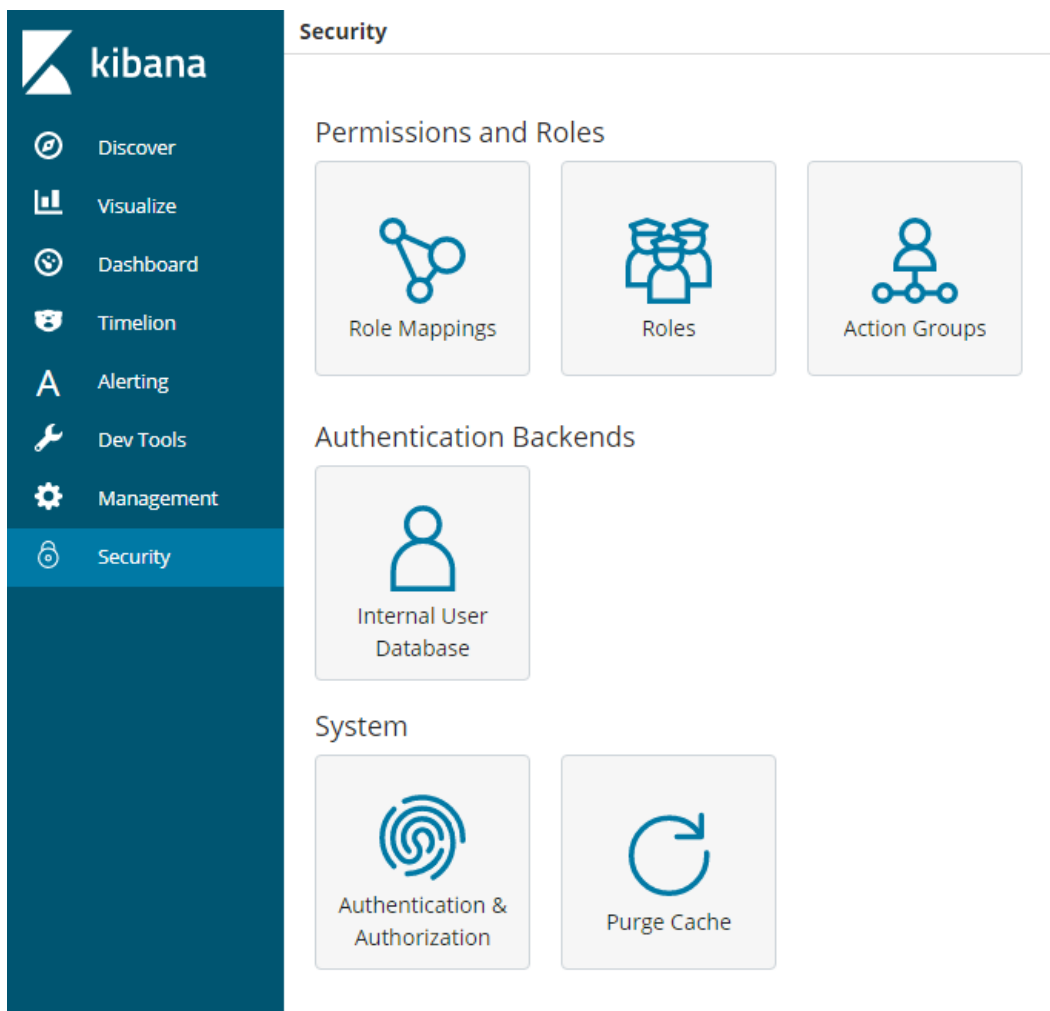 kibana
Discover
Visualize
Dashboard
Timelion
A Alerting
Dev Tools
Management
Security
Security
Permissions and Roles
Role Mappings
Roles
Action Groups
Authentication Backends
Internal User
Database
System
Authentication &
Authorization
Purge Cache